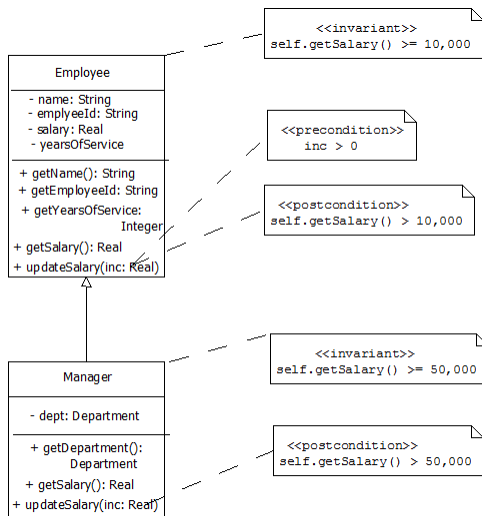 Employee
- name: String
- emplyeeId: String
- salary: Real
- yearsOfService
+ getName(): String
+ getEmployeeId: String
+ getYearsOfService:
Integer
+ getSalary(): Real
+ updateSalary(inc: Real)
<<invariant>>
self.getSalary() >= 10,000
<<precondition>>
inc > 0
<<postcondition>>
self.getSalary() > 10,000
Manager
- dept: Department
+ getDepartment():
Department
+ getSalary(): Real
+ updateSalary(inc: Real)
<<invariant>>
self.getSalary() >= 50,000
<<postcondition>>
self.getSalary() > 50,000